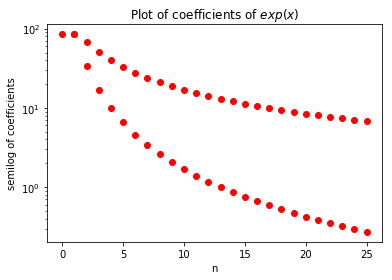 Plot of coefficients of exp(x)
semilog of coefficients
10²
10¹
10⁰
0 5 10 15 20 25
n